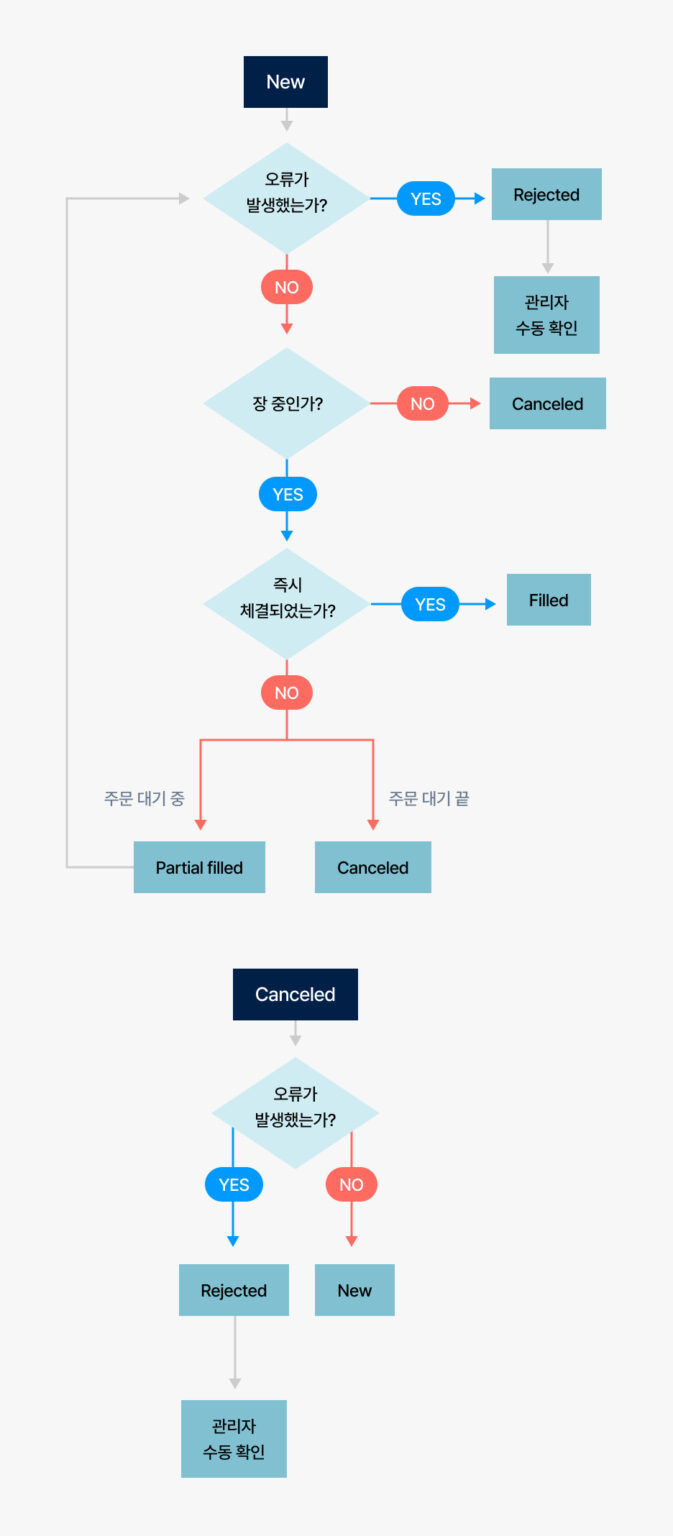 New
오류가
발생했는가?
YES
Rejected
NO
관리자
수동 확인
장 중인가?
NO
Canceled
YES
즉시
체결되었는가?
YES
Filled
NO
주문 대기 중
주문 대기 끝
Partial filled
Canceled
Canceled
오류가
발생했는가?
YES
NO
Rejected
New
관리자
수동 확인